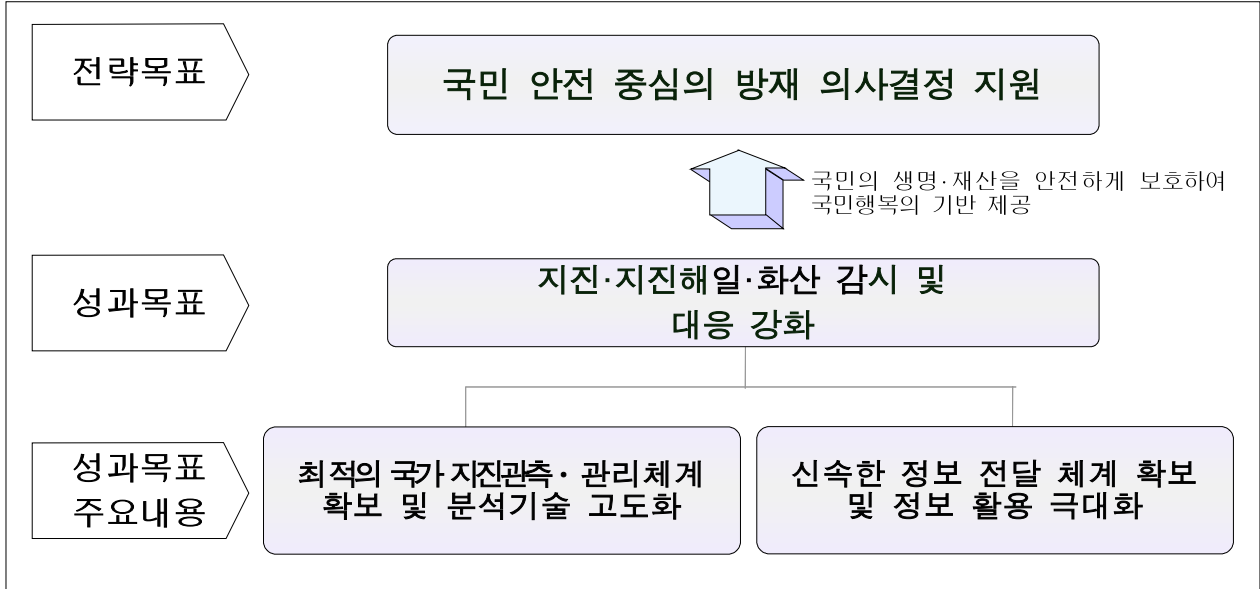 전략목표
국민 안전 중심의 방재 의사결정 지원
국민의 생명·재산을 안전하게 보호하여
국민행복의 기반 제공
성과목표
지진·지진해일·화산 감시 및
대응 강화
성과목표
주요내용
최적의 국가 지진관측· 관리체계
확보 및 분석기술 고도화
신속한 정보 전달 체계 확보
및 정보 활용 극대화